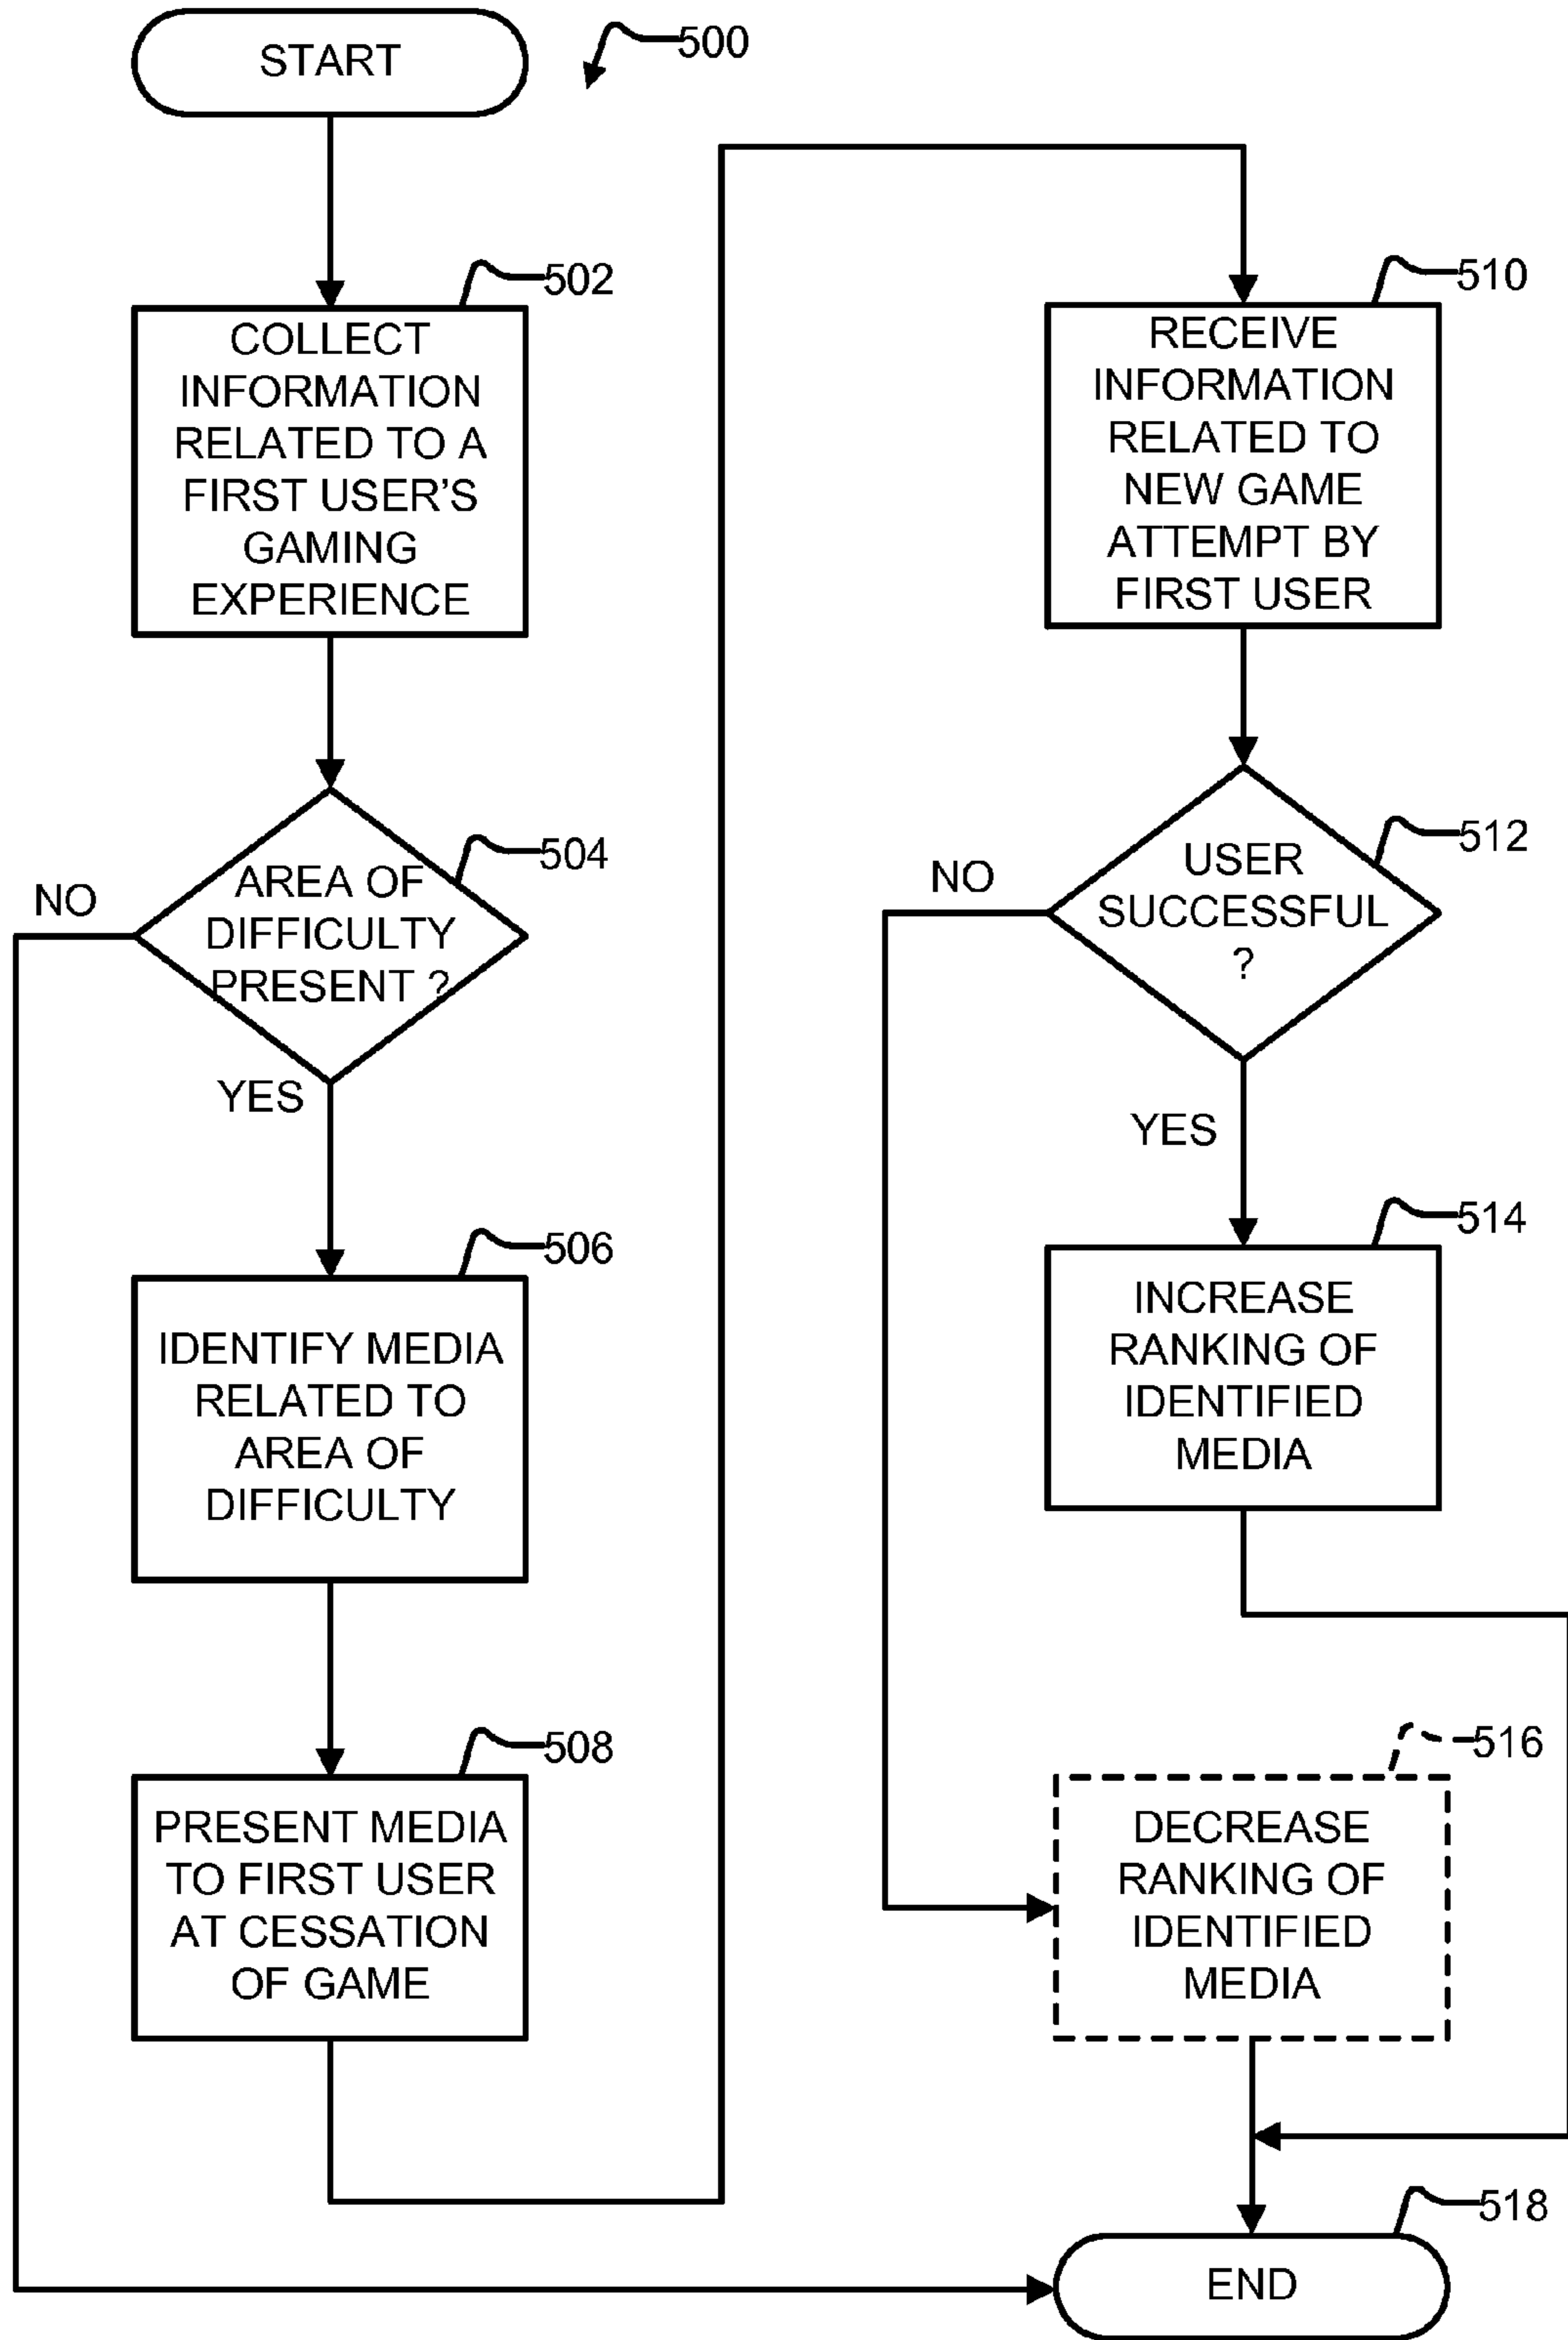 START
500
502
COLLECT
INFORMATION
RELATED TO A
FIRST USER'S
GAMING
EXPERIENCE
504
AREA OF
DIFFICULTY
PRESENT ?
NO
YES
506
IDENTIFY MEDIA
RELATED TO
AREA OF
DIFFICULTY
508
PRESENT MEDIA
TO FIRST USER
AT CESSATION
OF GAME
510
RECEIVE
INFORMATION
RELATED TO
NEW GAME
ATTEMPT BY
FIRST USER
512
USER
SUCCESSFUL
?
NO
YES
514
INCREASE
RANKING OF
IDENTIFIED
MEDIA
516
DECREASE
RANKING OF
IDENTIFIED
MEDIA
518
END